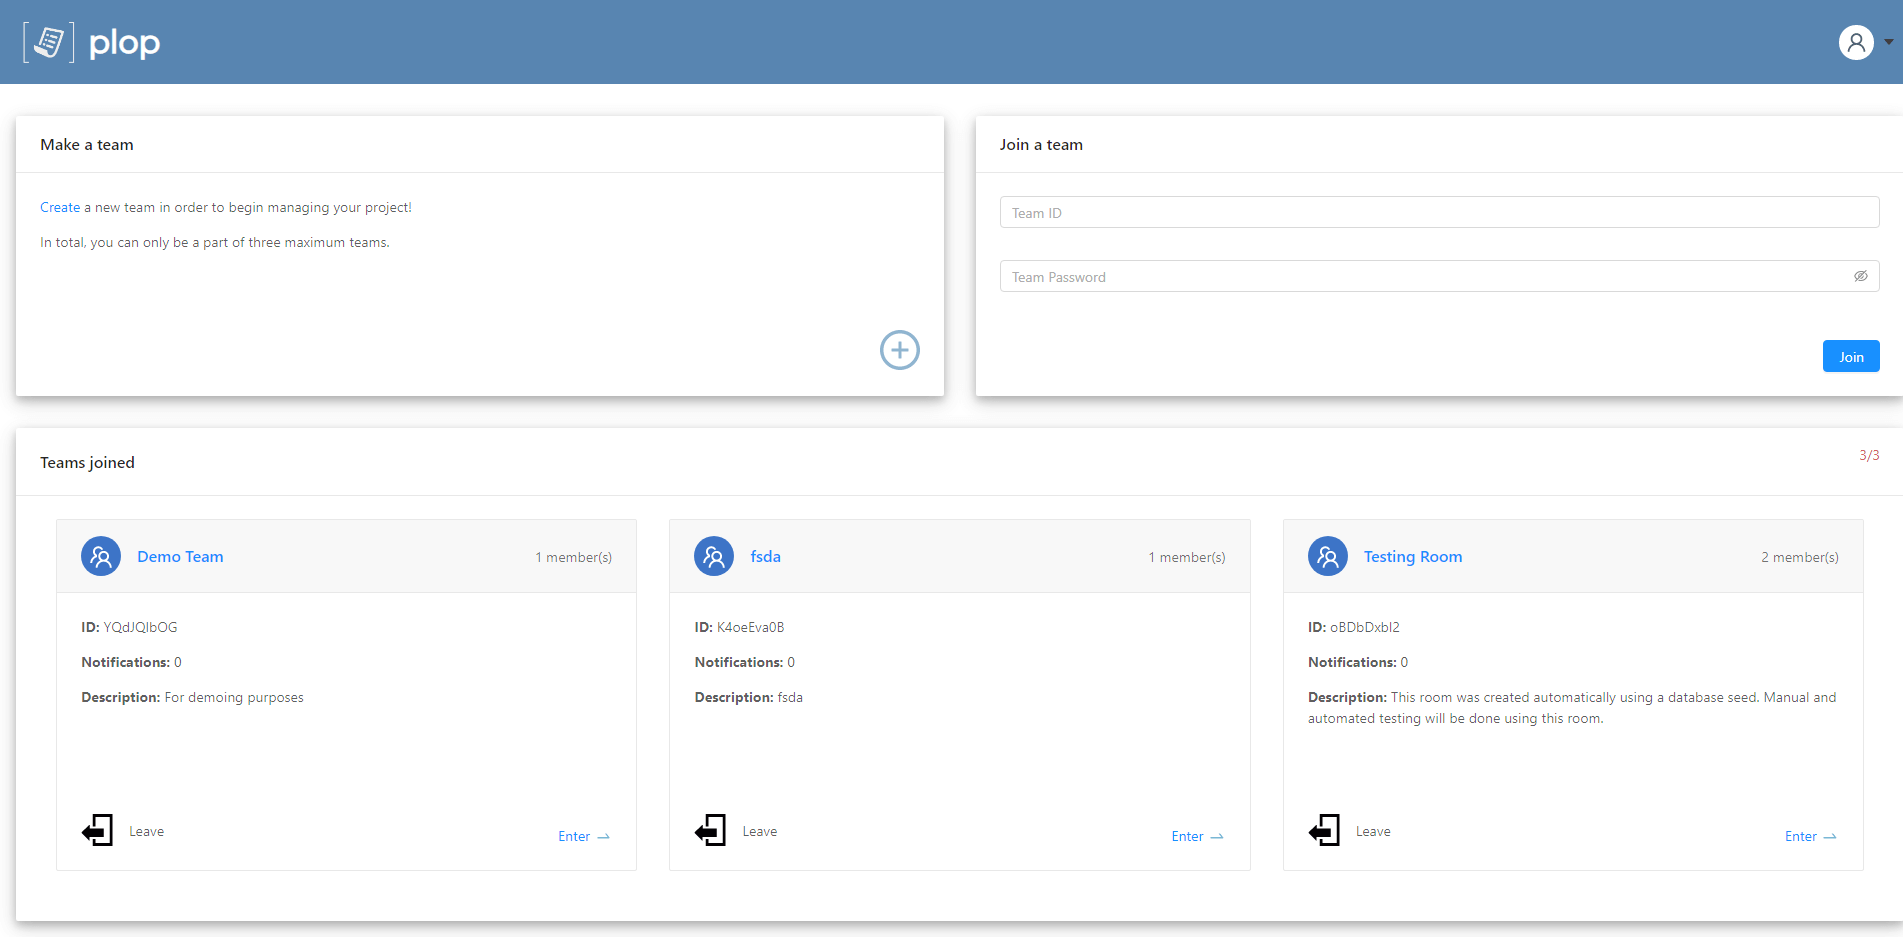 plop
Make a team
Create a new team in order to begin managing your project!
In total, you can only be a part of three maximum teams.
Join a team
Team ID
Team Password
Join
Teams joined
3/3
Demo Team
1 member(s)
ID: YQdJQIbOG
Notifications: 0
Description: For demoing purposes
Leave
Enter
fsda
1 member(s)
ID: K4oeEva0B
Notifications: 0
Description: fsda
Leave
Enter
Testing Room
2 member(s)
ID: oBDbDxbI2
Notifications: 0
Description: This room was created automatically using a database seed. Manual and
automated testing will be done using this room.
Leave
Enter